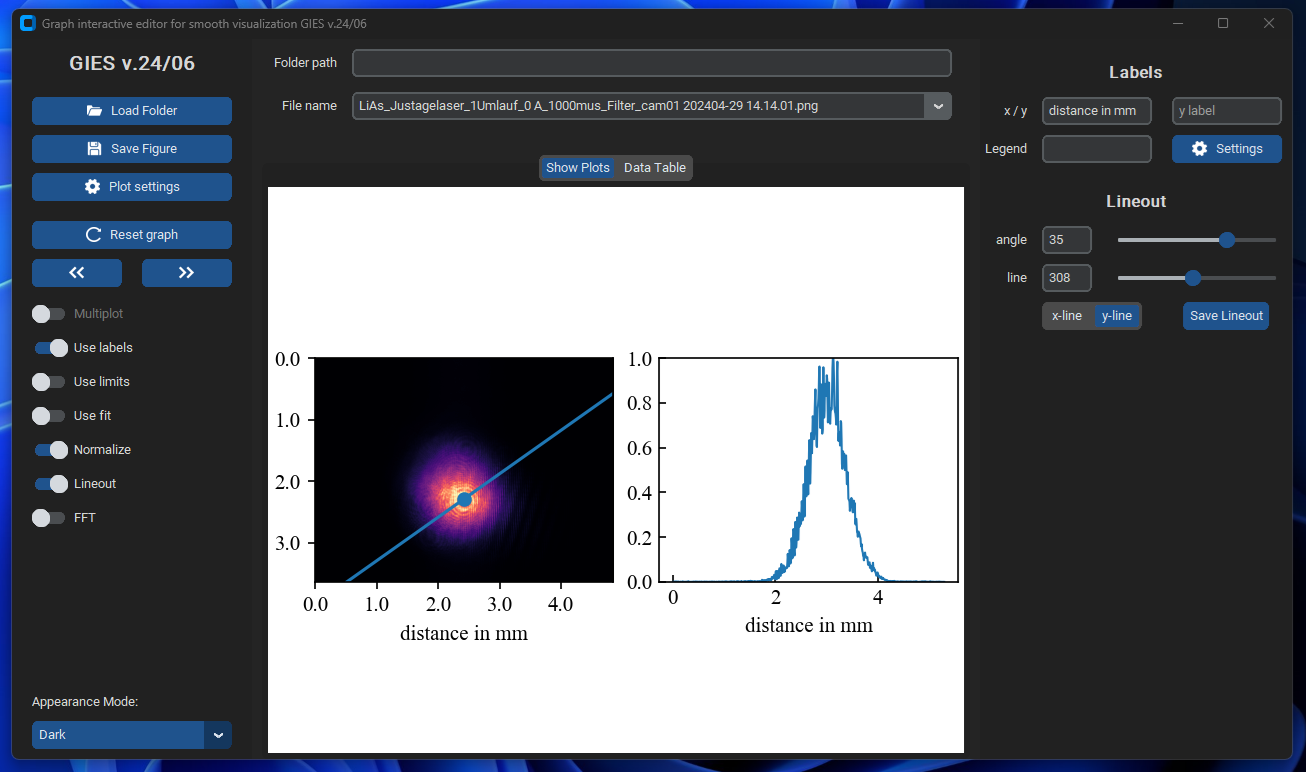 Graph interactive editor for smooth visualization GIES v.24/06
GIES v.24/06
Load Folder
Save Figure
Plot settings
Reset graph
Multiplot
Use labels
Use limits
Use fit
Normalize
Lineout
FFT
Appearance Mode:
Dark
Folder path
File name
LiAs_Justagelaser_1Umlauf_0 A_1000mus_Filter_cam01 202404-29 14.14.01.png
Show Plots Data Table
0.0
1.0
2.0
3.0
0.0 1.0 2.0 3.0 4.0
distance in mm
1.0
0.8
0.6
0.4
0.2
0.0
0 2 4
distance in mm
Labels
x / y distance in mm y label
Legend Settings
Lineout
angle 35
line 308
x-line y-line Save Lineout